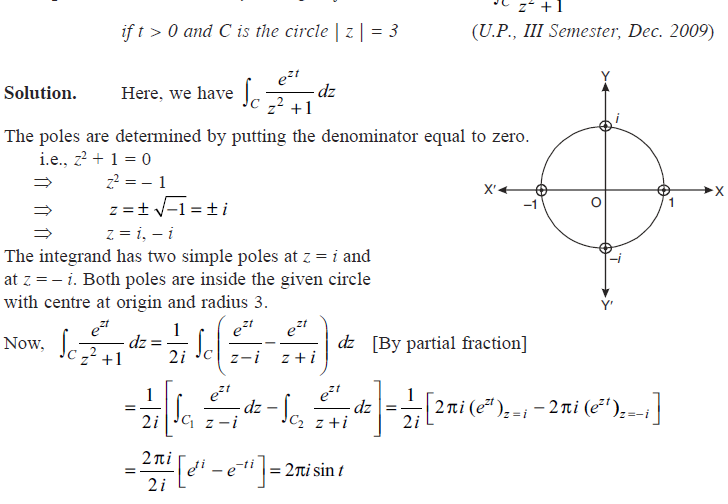 ∫C z² + 1
if t > 0 and C is the circle | z | = 3 (U.P., III Semester, Dec. 2009)
Solution. Here, we have ∫C e^zt / (z² + 1) dz
The poles are determined by putting the denominator equal to zero.
i.e., z² + 1 = 0
⇒ z² = – 1
⇒ z = ± √–1 = ± i
⇒ z = i, – i
The integrand has two simple poles at z = i and
at z = – i. Both poles are inside the given circle
with centre at origin and radius 3.
Now, ∫C e^zt / (z² + 1) dz = 1/2i ∫C (e^zt / (z – i) – e^zt / (z + i)) dz [By partial fraction]
= 1/2i [∫C₁ e^zt / (z – i) dz – ∫C₂ e^zt / (z + i) dz] = 1/2i [2πi (e^zt)z = i – 2πi (e^zt)z = –i]
= 2πi/2i [e^ti – e^–ti] = 2πi sin t
Y
i
X′
–1
O
1
X
–i
Y′